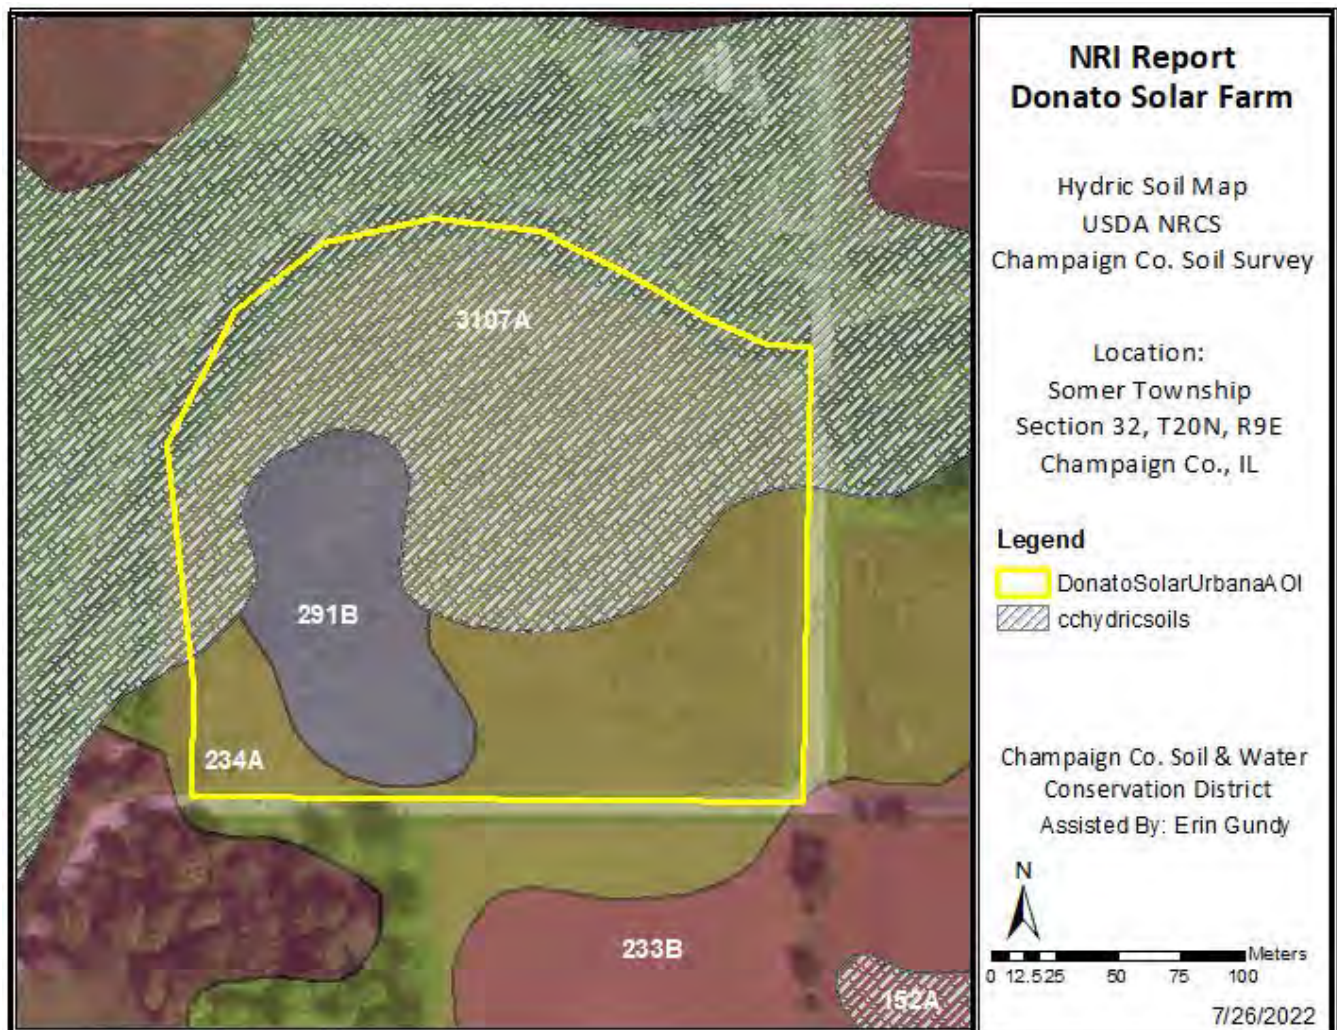 NRI Report
Donato Solar Farm
Hydric Soil Map
USDA NRCS
Champaign Co. Soil Survey
Location:
Somer Township
Section 32, T20N, R9E
Champaign Co., IL
Legend
DonatoSolarUrbanaAOI
cchydricsoils
Champaign Co. Soil & Water
Conservation District
Assisted By: Erin Gundy
N
Meters
0 12.5 25 50 75 100
7/26/2022
3107A
291B
234A
233B
152A